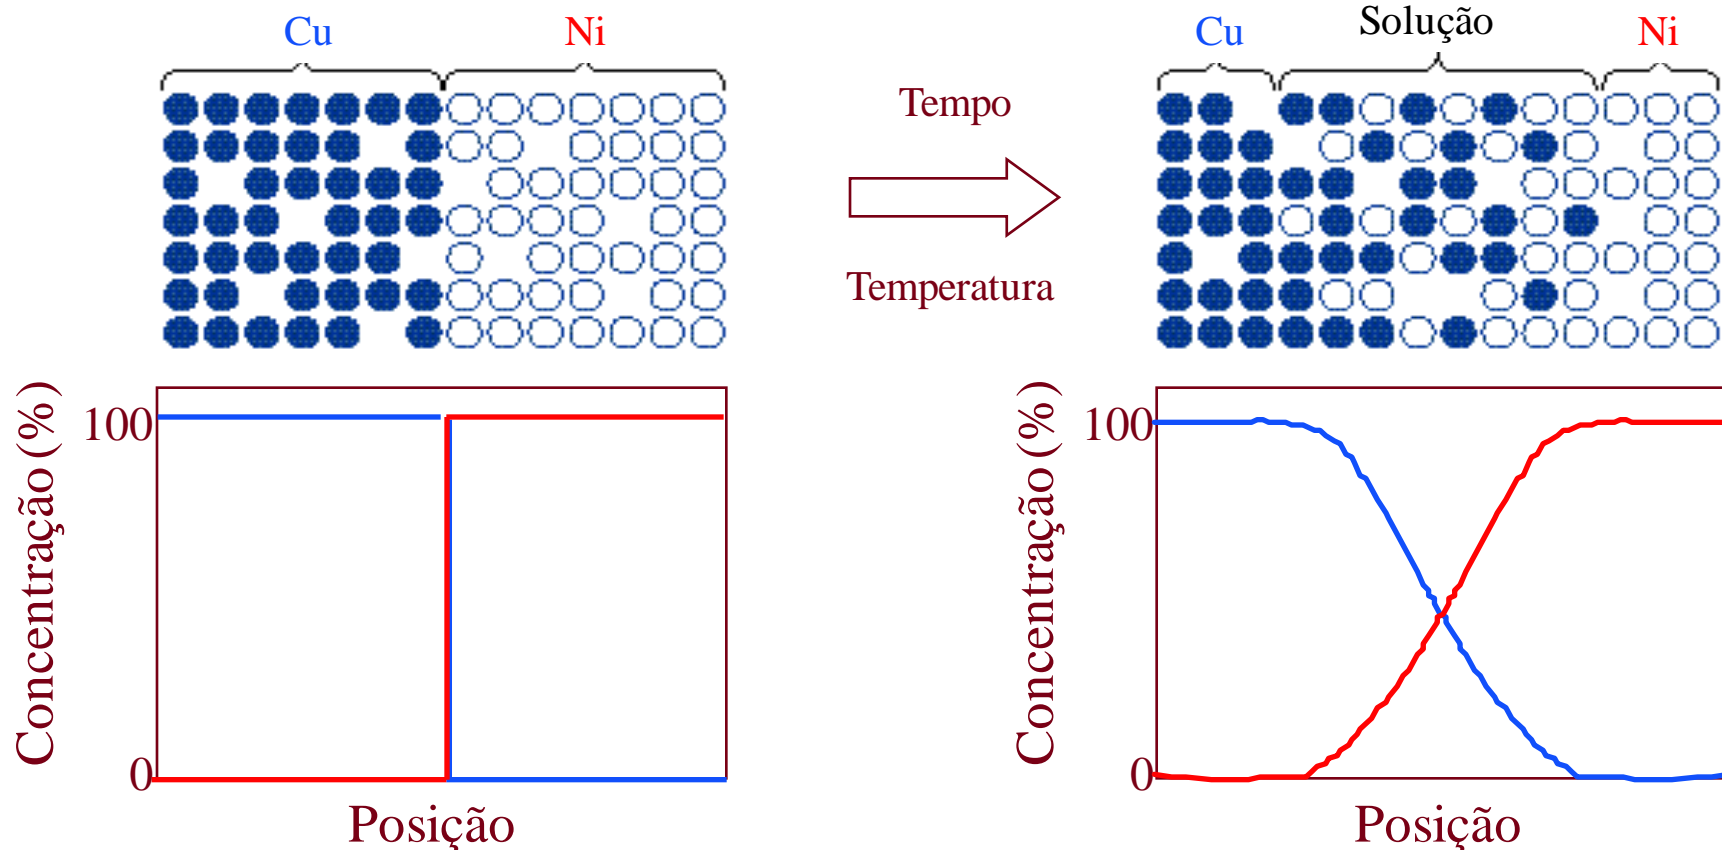 Cu
Ni
Cu
Solução
Ni
Tempo
Temperatura
Concentração (%)
100
0
Posição
Concentração (%)
100
0
Posição